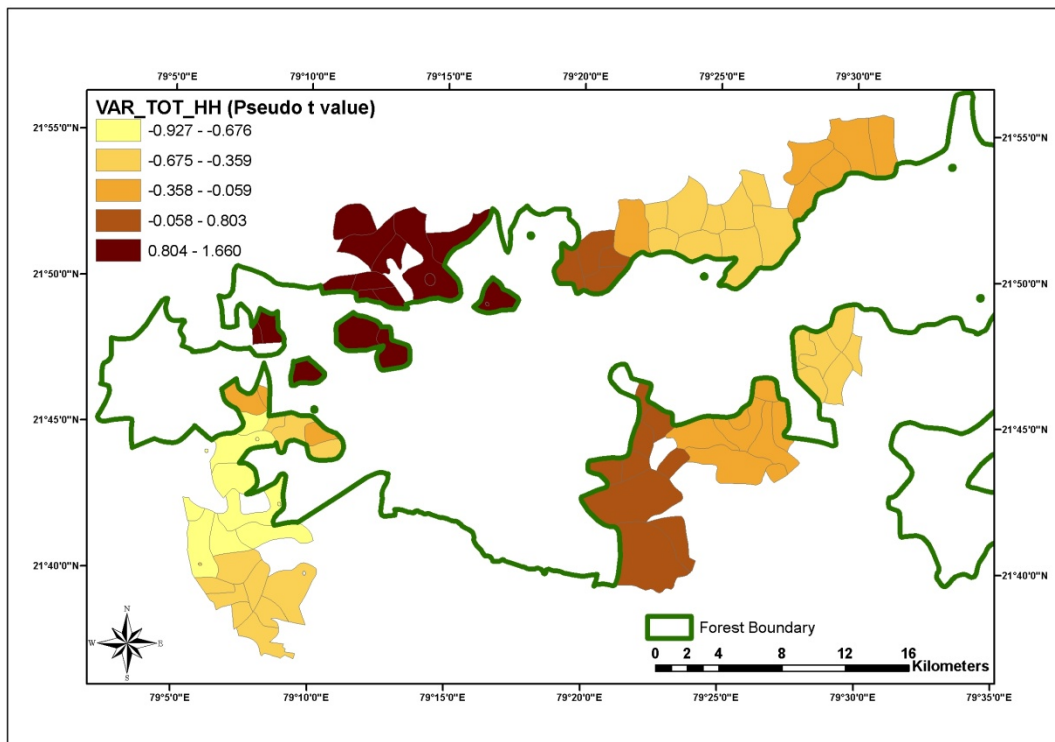 79°5'0"E 79°10'0"E 79°15'0"E 79°20'0"E 79°25'0"E 79°30'0"E
VAR_TOT_HH (Pseudo t value)
-0.927 - -0.676
-0.675 - -0.359
-0.358 - -0.059
-0.058 - 0.803
0.804 - 1.660
21°55'0"N 21°55'0"N
21°50'0"N 21°50'0"N
21°45'0"N 21°45'0"N
21°40'0"N 21°40'0"N
N
W E
S
Forest Boundary
0 2 4 8 12 16
Kilometers
79°5'0"E 79°10'0"E 79°15'0"E 79°20'0"E 79°25'0"E 79°30'0"E 79°35'0"E